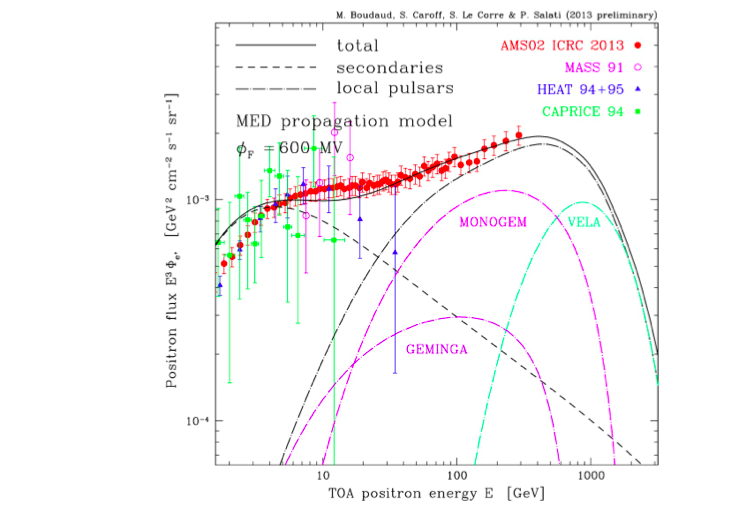 M. Boudaud, S. Caroff, S. Le Corre & P. Salati (2013 preliminary)
total
secondaries
local pulsars
AMS02 ICRC 2013
MASS 91
HEAT 94+95
CAPRICE 94
MED propagation model
ϕF = 600 MV
Positron flux E³Φe+ [GeV² cm⁻² s⁻¹ sr⁻¹]
10⁻³
10⁻⁴
MONOGEM
VELA
GEMINGA
10
100
1000
TOA positron energy E [GeV]